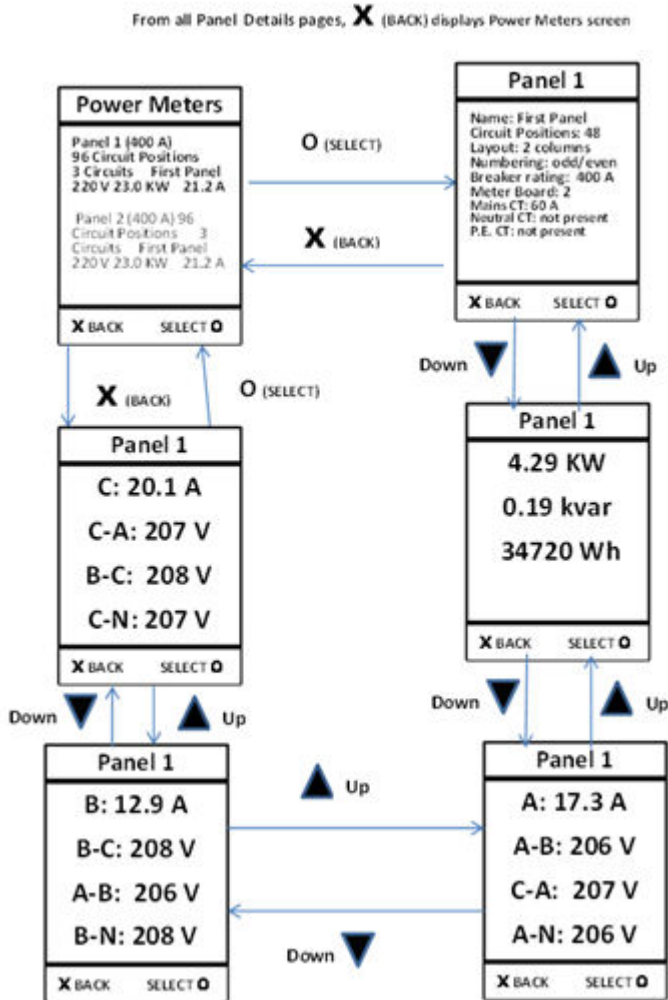 From all Panel Details pages, X (BACK) displays Power Meters screen
Power Meters
Panel 1 (400 A)
96 Circuit Positions
3 Circuits First Panel
220 V 23.0 KW 21.2 A
Panel 2 (400 A) 96
Circuit Positions 3
Circuits First Panel
220 V 23.0 KW 21.2 A
X BACK SELECT O
O (SELECT)
X (BACK)
Panel 1
Name: First Panel
Circuit Positions: 48
Layout: 2 columns
Numbering: odd/even
Breaker rating: 400 A
Meter Board: 2
Mains CT: 60 A
Neutral CT: not present
P.E. CT: not present
X BACK SELECT O
X (BACK)
O (SELECT)
Down
Up
Panel 1
C: 20.1 A
C-A: 207 V
B-C: 208 V
C-N: 207 V
X BACK SELECT O
Panel 1
4.29 KW
0.19 kvar
34720 Wh
X BACK SELECT O
Down
Up
Down
Up
Panel 1
B: 12.9 A
B-C: 208 V
A-B: 206 V
B-N: 208 V
X BACK SELECT O
Up
Down
Panel 1
A: 17.3 A
A-B: 206 V
C-A: 207 V
A-N: 206 V
X BACK SELECT O